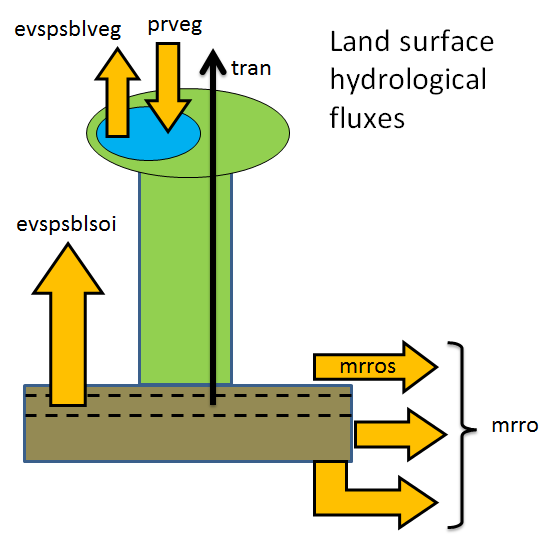 evspsblveg
prveg
tran
Land surface
hydrological
fluxes
evspsblsoi
mrros
mrro